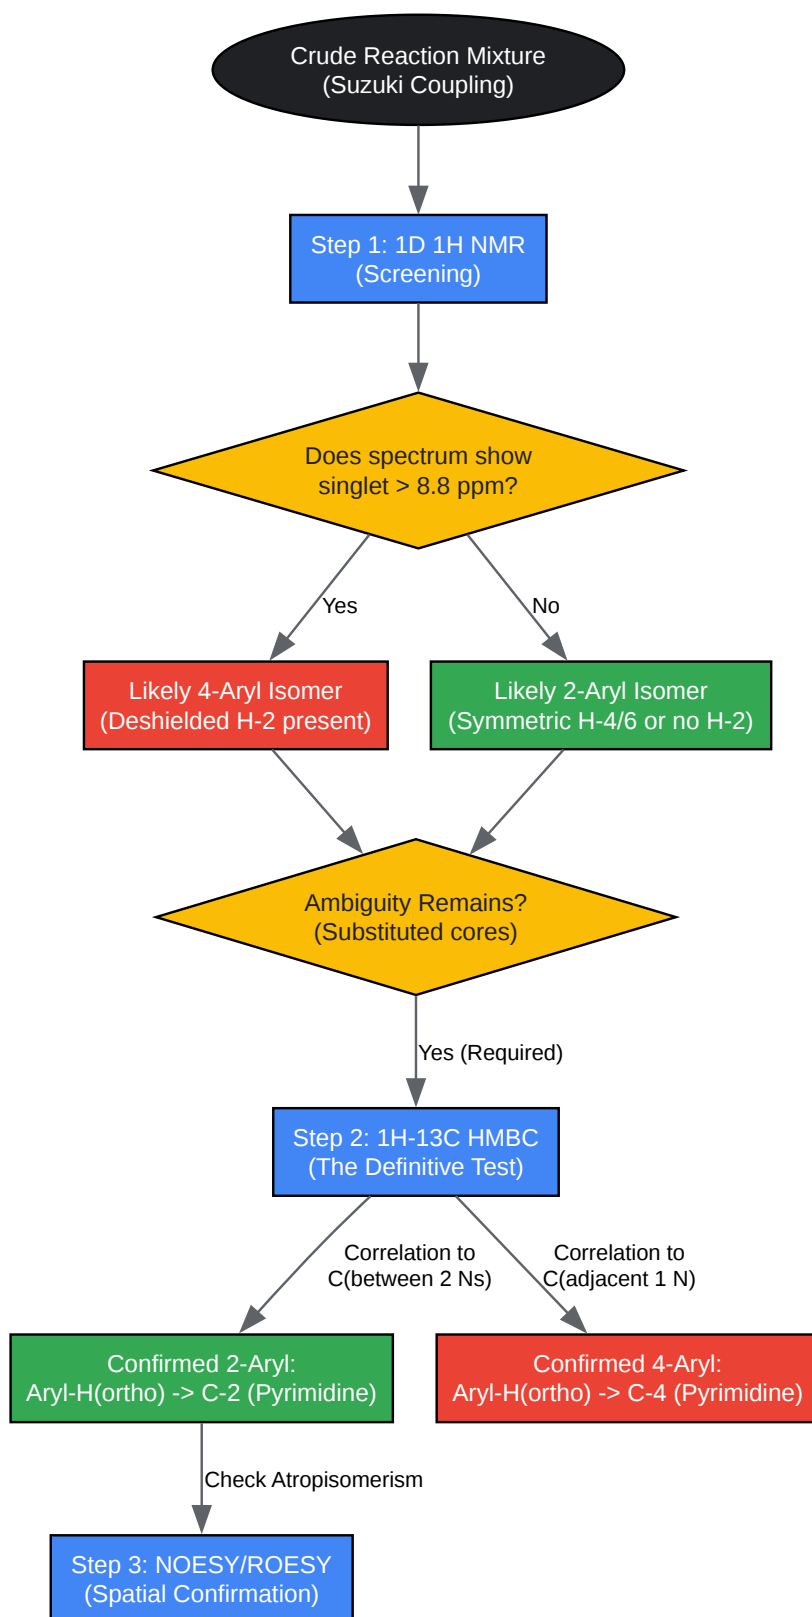 Crude Reaction Mixture
(Suzuki Coupling)
Step 1: 1D 1H NMR
(Screening)
Does spectrum show
singlet > 8.8 ppm?
Yes
No
Likely 4-Aryl Isomer
(Deshielded H-2 present)
Likely 2-Aryl Isomer
(Symmetric H-4/6 or no H-2)
Ambiguity Remains?
(Substituted cores)
Yes (Required)
Step 2: 1H-13C HMBC
(The Definitive Test)
Correlation to
C(between 2 Ns)
Correlation to
C(adjacent 1 N)
Confirmed 2-Aryl:
Aryl-H(ortho) -> C-2 (Pyrimidine)
Confirmed 4-Aryl:
Aryl-H(ortho) -> C-4 (Pyrimidine)
Check Atropisomerism
Step 3: NOESY/ROESY
(Spatial Confirmation)